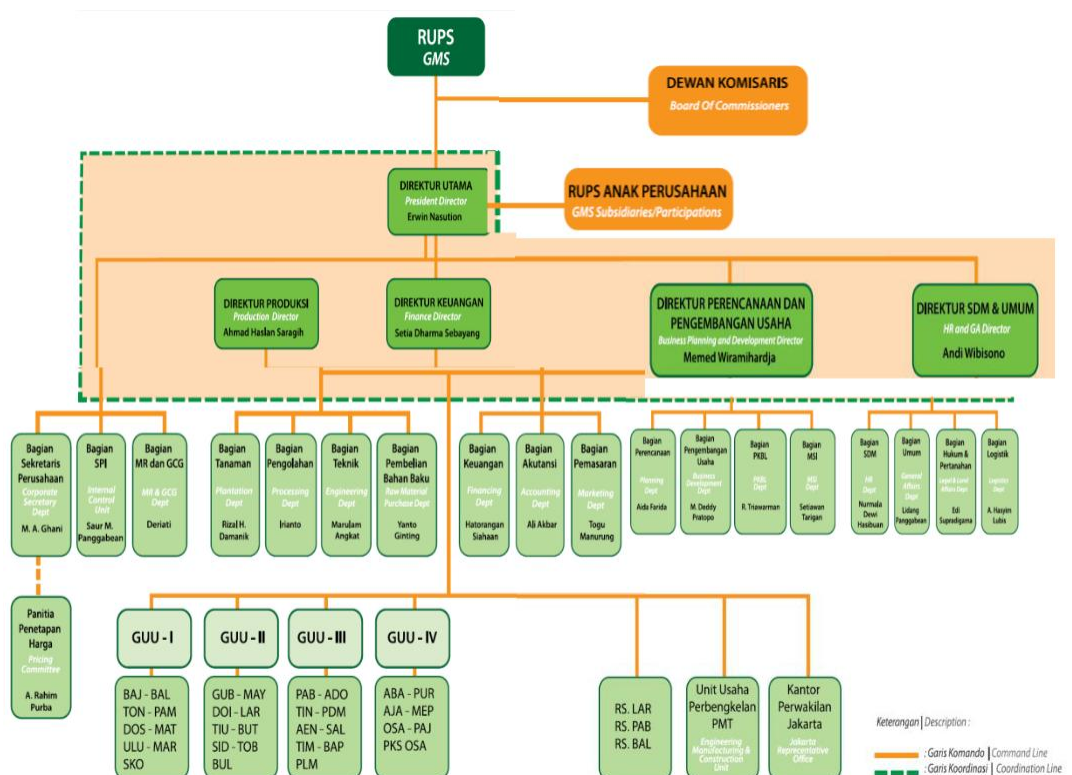 RUPS
GMS
DEWAN KOMISARIS
Board Of Commissioners
DIREKTUR UTAMA
President Director
Erwin Nasution
RUPS ANAK PERUSAHAAN
GMS Subsidiaries/Participations
DIREKTUR PRODUKSI
Production Director
Ahmad Haslan Saragih
DIREKTUR KEUANGAN
Finance Director
Setia Dharma Sebayang
DIREKTUR PERENCANAAN DAN
PENGEMBANGAN USAHA
Business Planning and Development Director
Memed Wiramihardja
DIREKTUR SDM & UMUM
HR and GA Director
Andi Wibisono
Bagian
Sekretaris
Perusahaan
Corporate
Secretary
Dept
M. A. Ghani
Bagian
SPI
Internal
Control
Unit
Saur M.
Panggabean
Bagian
MR dan GCG
MR & GCG
Dept
Deriati
Bagian
Tanaman
Plantation
Dept
Rizal H.
Damanik
Bagian
Pengolahan
Processing
Dept
Irianto
Bagian
Teknik
Engineering
Dept
Marulam
Angkat
Bagian
Pembelian
Bahan Baku
Raw Material
Purchase Dept
Yanto
Ginting
Bagian
Keuangan
Financing
Dept
Hatorangan
Siahaan
Bagian
Akutansi
Accounting
Dept
Ali Akbar
Bagian
Pemasaran
Marketing
Dept
Togu
Manurung
Bagian
Perencanaan
Planning
Dept
Aida Farida
Bagian
Pengembangan
Usaha
Business
Development
Dept
M. Deddy
Pratopo
Bagian
PKBL
PKBL
Dept
R. Triawarman
Bagian
MSI
MSI
Dept
Setiawan
Tarigan
Bagian
SDM
HR
Dept
Nurmala
Dewi
Hasibuan
Bagian
Umum
General
Affairs
Dept
Lidang
Panggabean
Bagian
Hukum &
Pertanahan
Legal & Land
Affairs Dept
Edi
Supradigama
Bagian
Logistik
Logistics
Dept
A. Hasyim
Lubis
Panitia
Penetapan
Harga
Pricing
Committee
A. Rahim
Purba
GUU - I
GUU - II
GUU - III
GUU - IV
BAJ - BAL
TON - PAM
DOS - MAT
ULU - MAR
SKO
GUB - MAY
DOI - LAR
TIU - BUT
SID - TOB
BUL
PAB - ADO
TIN - PDM
AEN - SAL
TIM - BAP
PLM
ABA - PUR
AJA - MEP
OSA - PAJ
PKS OSA
RS. LAR
RS. PAB
RS. BAL
Unit Usaha
Perbengkelan
PMT
Engineering
Manufacturing &
Construction
Unit
Kantor
Perwakilan
Jakarta
Jakarta
Representative
Office
Keterangan | Description :
: Garis Komando | Command Line
: Garis Koordinasi | Coordination Line